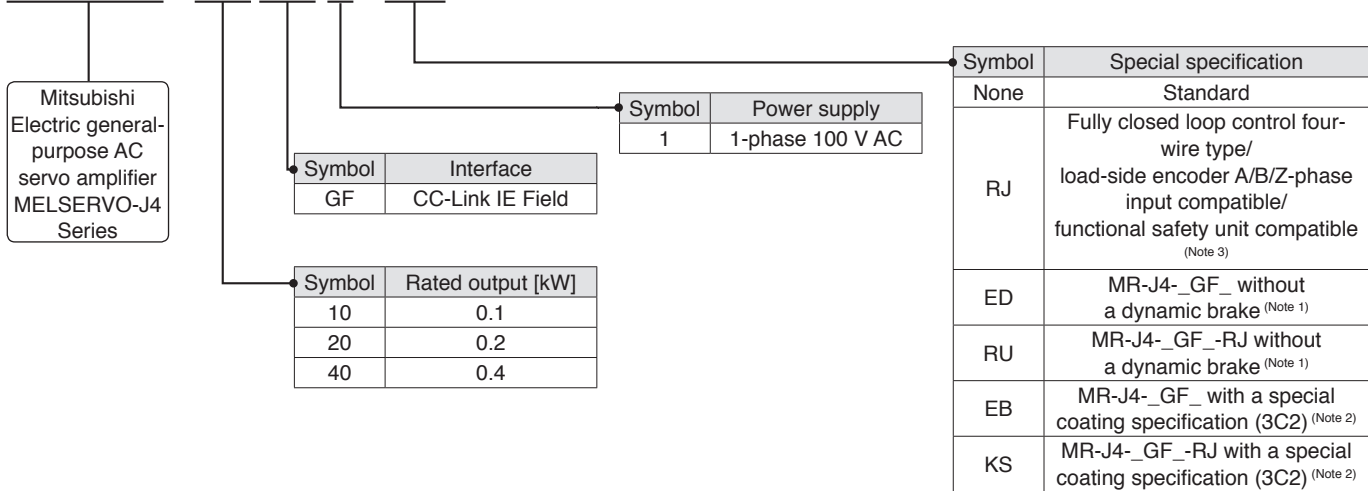 Mitsubishi
Electric general-
purpose AC
servo amplifier
MELSERVO-J4
Series
Symbol Interface
GF CC-Link IE Field
Symbol Rated output [kW]
10 0.1
20 0.2
40 0.4
Symbol Power supply
1 1-phase 100 V AC
Symbol Special specification
None Standard
RJ Fully closed loop control four-
wire type/
load-side encoder A/B/Z-phase
input compatible/
functional safety unit compatible
(Note 3)
ED MR-J4-_GF_ without
a dynamic brake (Note 1)
RU MR-J4-_GF_-RJ without
a dynamic brake (Note 1)
EB MR-J4-_GF_ with a special
coating specification (3C2) (Note 2)
KS MR-J4-_GF_-RJ with a special
coating specification (3C2) (Note 2)